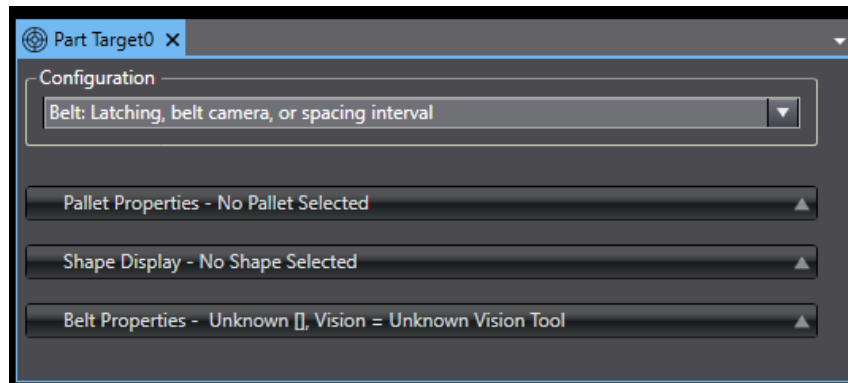 Part Target0
Configuration
Belt: Latching, belt camera, or spacing interval
Pallet Properties - No Pallet Selected
Shape Display - No Shape Selected
Belt Properties - Unknown [], Vision = Unknown Vision Tool